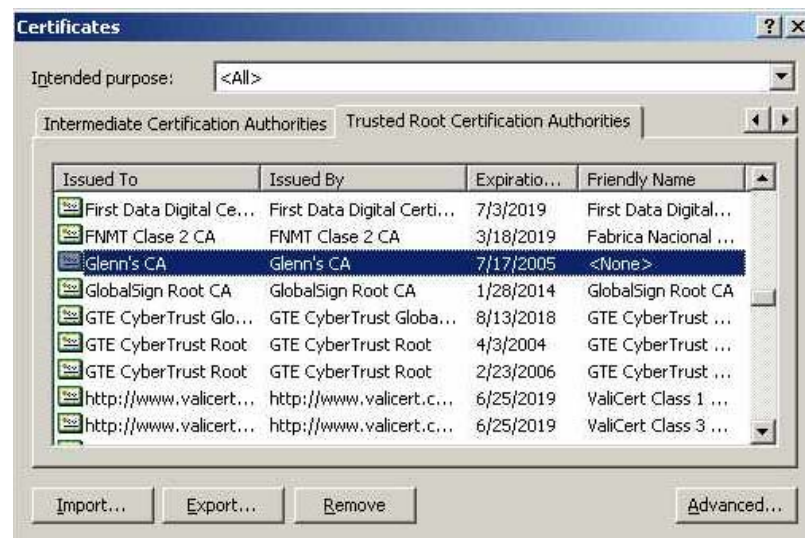 Certificates
Intended purpose: <All>
Intermediate Certification Authorities Trusted Root Certification Authorities
Issued To Issued By Expiratio... Friendly Name
First Data Digital Ce... First Data Digital Certi... 7/3/2019 First Data Digital...
FNMT Clase 2 CA FNMT Clase 2 CA 3/18/2019 Fabrica Nacional ...
Glenn's CA Glenn's CA 7/17/2005 <None>
GlobalSign Root CA GlobalSign Root CA 1/28/2014 GlobalSign Root CA
GTE CyberTrust Glo... GTE CyberTrust Globa... 8/13/2018 GTE CyberTrust ...
GTE CyberTrust Root GTE CyberTrust Root 4/3/2004 GTE CyberTrust ...
GTE CyberTrust Root GTE CyberTrust Root 2/23/2006 GTE CyberTrust ...
http://www.valicert... http://www.valicert.c... 6/25/2019 ValiCert Class 1 ...
http://www.valicert... http://www.valicert.c... 6/25/2019 ValiCert Class 3 ...
Import... Export... Remove Advanced...